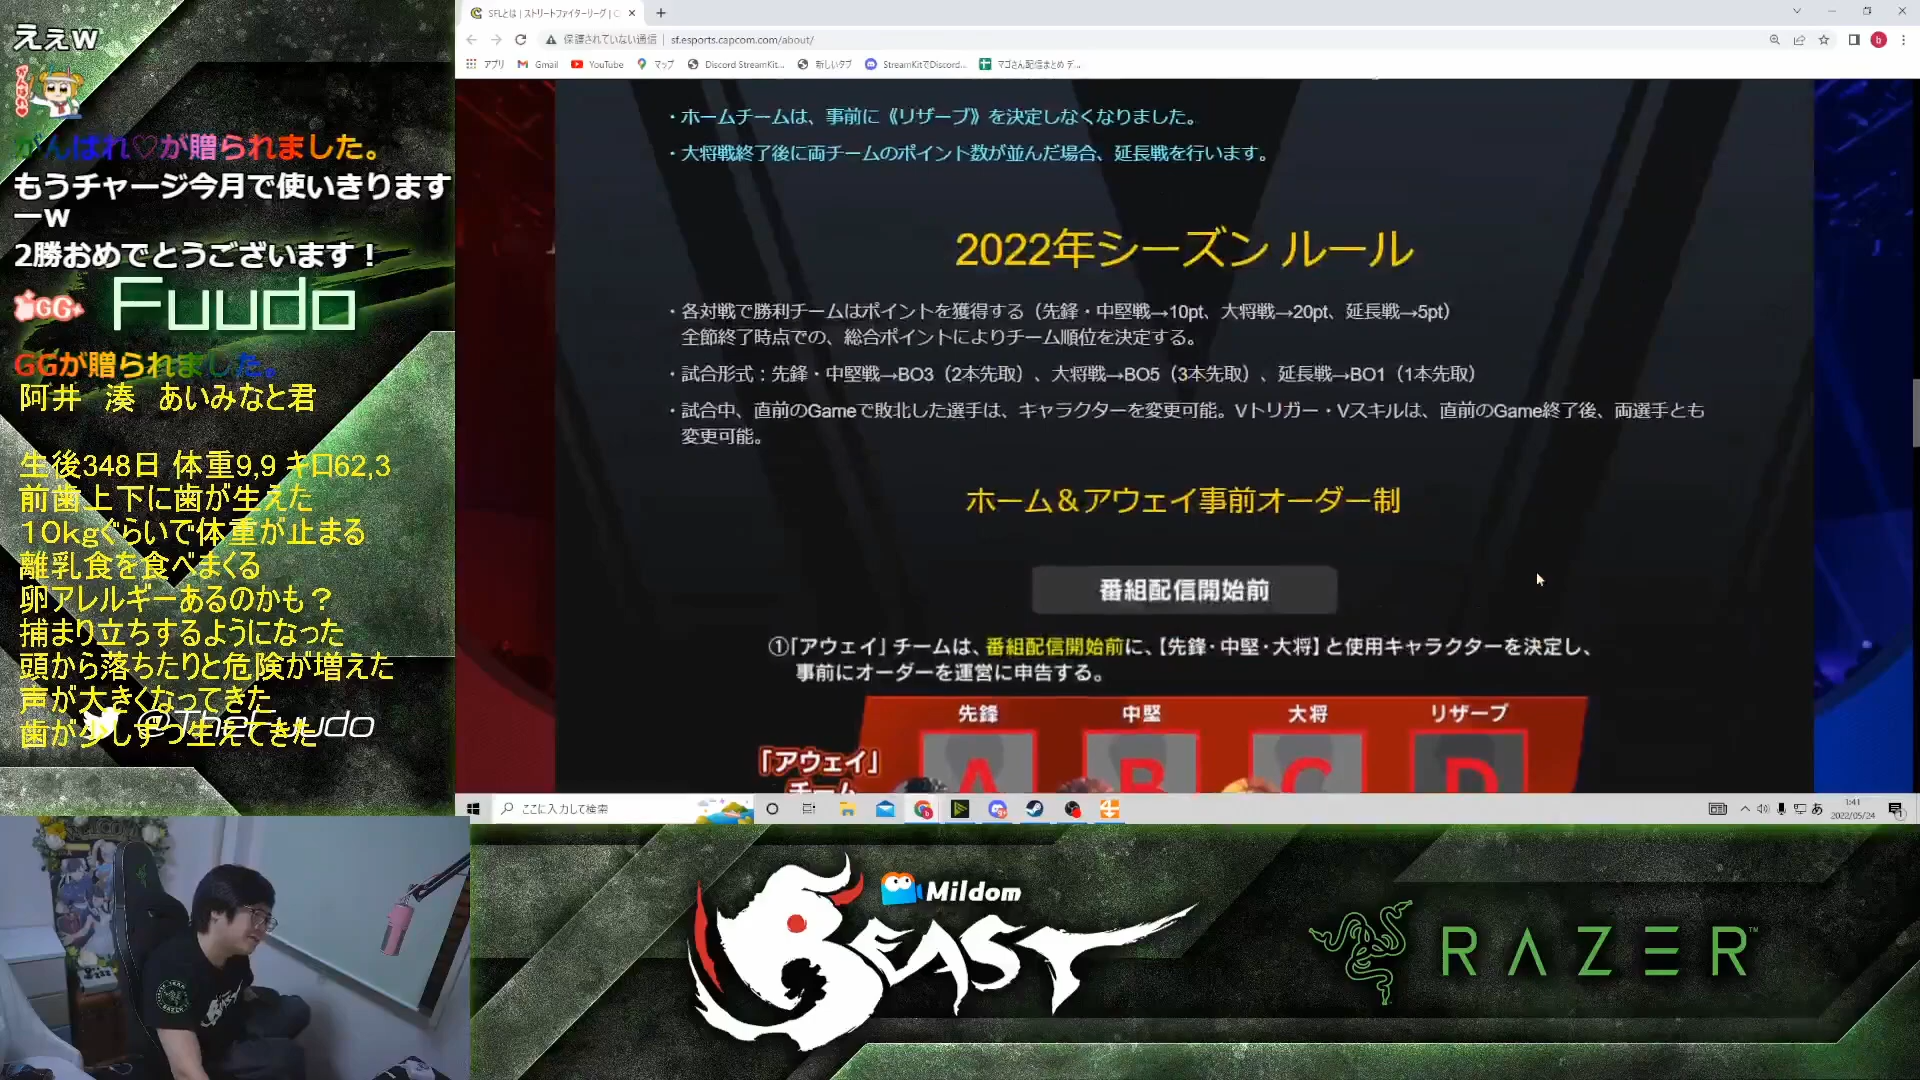 ええw
がんばれ♡が贈られました。
もうチャージ今月で使いきります
ーw
2勝おめでとうございます！
GG+
Fuudo
GGが贈られました。
阿井　湊　あいみなと君
生後348日 体重9,9 キロ62,3
前歯上下に歯が生えた
１０ｋｇぐらいで体重が止まる
離乳食を食べまくる
卵アレルギーあるのかも？
捕まり立ちするようになった
頭から落ちたりと危険が増えた
声が大きくなってきた
@TheFuudo
歯が少しずつ生えてきた
SFLとは | ストリートファイターリーグ | C
保護されていない通信 | sf.esports.capcom.com/about/
アプリ Gmail YouTube マップ Discord StreamKit... 新しいタブ StreamKitでDiscord... マゴさん配信まとめ デ...
・ホームチームは、事前に《リザーブ》を決定しなくなりました。
・大将戦終了後に両チームのポイント数が並んだ場合、延長戦を行います。
2022年シーズン ルール
・各対戦で勝利チームはポイントを獲得する（先鋒・中堅戦→10pt、大将戦→20pt、延長戦→5pt）
全節終了時点での、総合ポイントによりチーム順位を決定する。
・試合形式：先鋒・中堅戦→BO3（2本先取）、大将戦→BO5（3本先取）、延長戦→BO1（1本先取）
・試合中、直前のGameで敗北した選手は、キャラクターを変更可能。Vトリガー・Vスキルは、直前のGame終了後、両選手とも
変更可能。
ホーム＆アウェイ事前オーダー制
番組配信開始前
①「アウェイ」チームは、番組配信開始前に、【先鋒・中堅・大将】と使用キャラクターを決定し、
事前にオーダーを運営に申告する。
先鋒 中堅 大将 リザーブ
「アウェイ」
チーム
A B C D
ここに入力して検索
あ
1:41
2022/05/24
Mildom
BEAST
RAZER